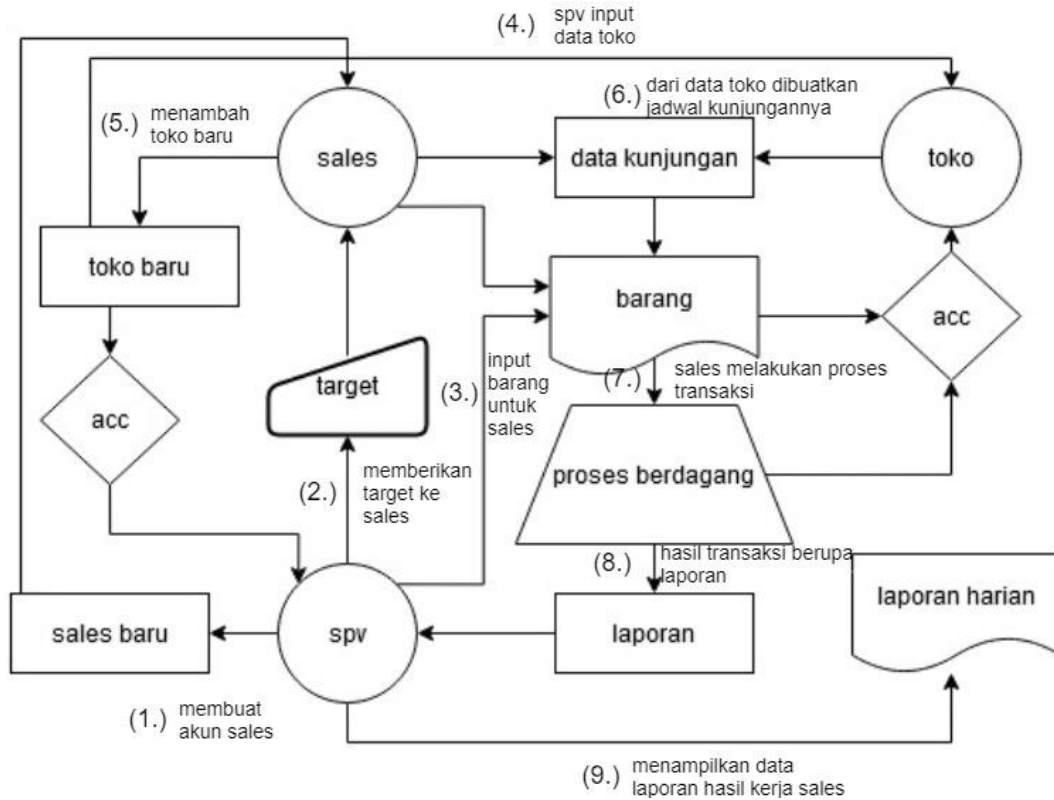 (4.) spv input
data toko
(5.) menambah
toko baru
sales
(6.) dari data toko dibuatkan
jadwal kunjungannya
data kunjungan
toko
toko baru
barang
acc
target
(3.) input
barang
untuk
sales
(7.) sales melakukan proses
transaksi
acc
(2.) memberikan
target ke
sales
proses berdagang
(8.) hasil transaksi berupa
laporan
laporan harian
sales baru
spv
laporan
(1.) membuat
akun sales
(9.) menampilkan data
laporan hasil kerja sales